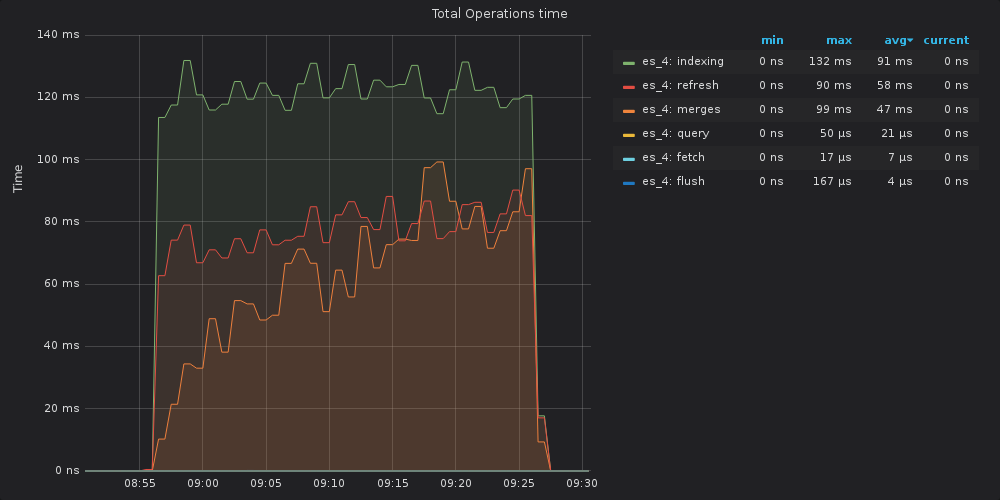 Total Operations time
140 ms
120 ms
100 ms
80 ms
60 ms
40 ms
20 ms
0 ns
Time
08:55 09:00 09:05 09:10 09:15 09:20 09:25 09:30
min max avg current
es_4: indexing 0 ns 132 ms 91 ms 0 ns
es_4: refresh 0 ns 90 ms 58 ms 0 ns
es_4: merges 0 ns 99 ms 47 ms 0 ns
es_4: query 0 ns 50 µs 21 µs 0 ns
es_4: fetch 0 ns 17 µs 7 µs 0 ns
es_4: flush 0 ns 167 µs 4 µs 0 ns